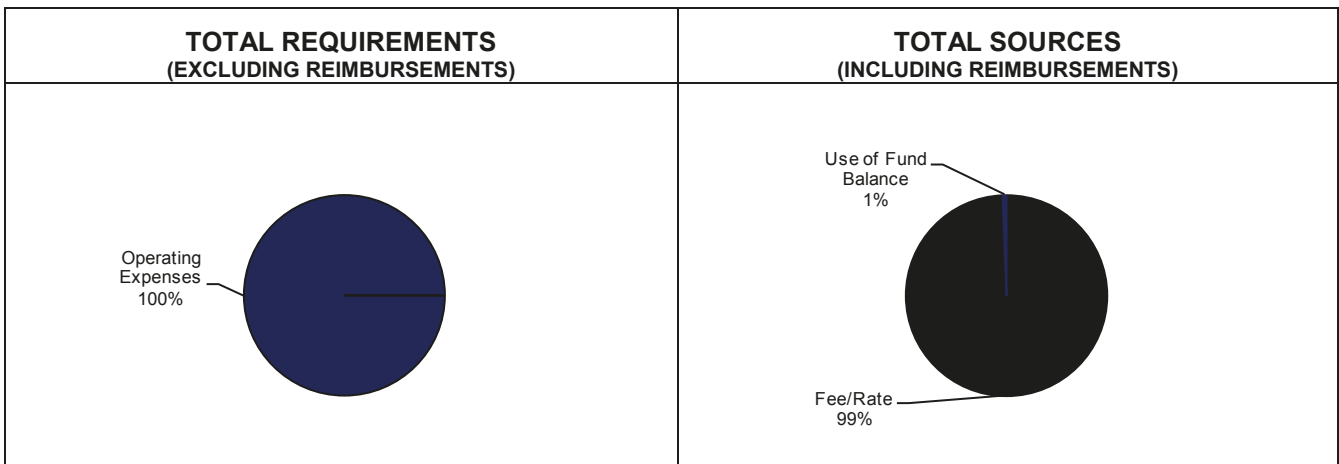 TOTAL REQUIREMENTS
(EXCLUDING REIMBURSEMENTS)
TOTAL SOURCES
(INCLUDING REIMBURSEMENTS)
Operating
Expenses
100%
Use of Fund
Balance
1%
Fee/Rate
99%